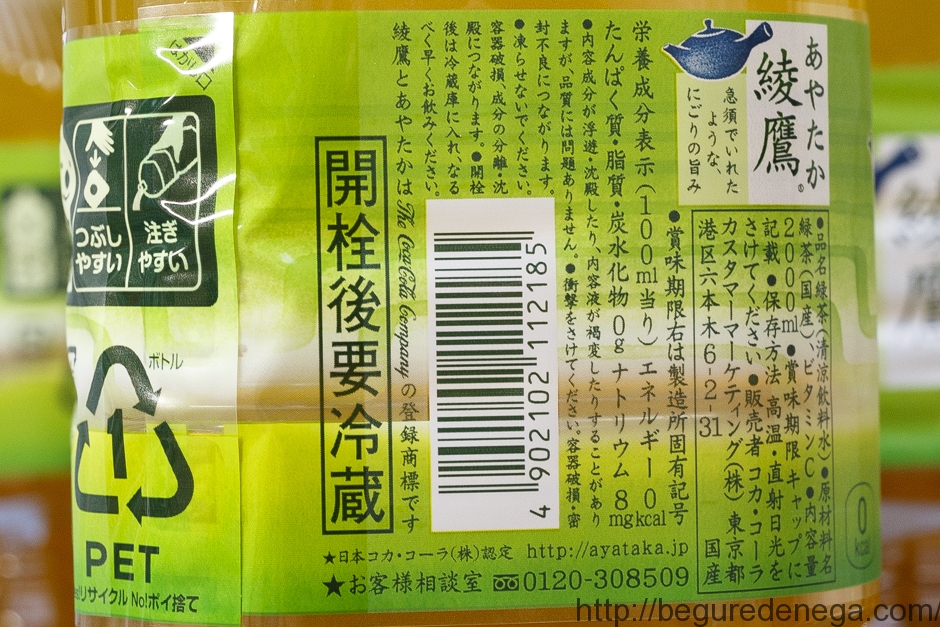 あやたか
綾鷹®
急須でいれた
ような、
にごりの旨み
●品名 緑茶(清涼飲料水)●原材料名
緑茶(国産)、ビタミンC●内容量
2000ml●賞味期限 キャップに
記載●保存方法 高温・直射日光を
さけてください●販売者 コカ・コーラ
カスタマーマーケティング(株) 東京都
港区六本木6-2-31
国産
●賞味期限右は製造所固有記号
栄養成分表示(100ml当り) エネルギー 0kcal
たんぱく質・脂質・炭水化物 0g ナトリウム 8mg
●内容成分が浮遊・沈殿したり、内容液が褐変したりすることがあり
ますが、品質には問題ありません。●衝撃をさけてください。容器破損・密
封不良につながります。
●凍らせないでください。
容器破損、成分の分離・沈
殿につながります。●開栓
後は冷蔵庫に入れ、なる
べく早くお飲みください。
綾鷹とあやたかは The Coca-Cola Company の登録商標です
4 902102 112185
開栓後要冷蔵
★日本コカ・コーラ(株)認定 http://ayataka.jp
★お客様相談室 0120-308509
0
kcal
つぶし
やすい
注ぎ
やすい
ボトル
1
PET
リサイクル No!ポイ捨て
http://beguredenega.com/